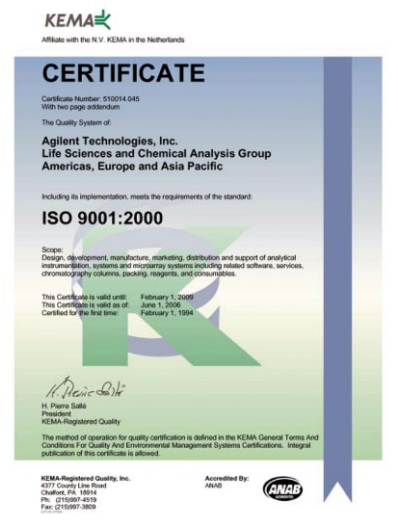 KEMA
Affiliate with the N.V. KEMA in the Netherlands
CERTIFICATE
Certificate Number: 510014.045
With two page addendum
The Quality System of:
Agilent Technologies, Inc.
Life Sciences and Chemical Analysis Group
Americas, Europe and Asia Pacific
Including its implementation, meets the requirements of the standard:
ISO 9001:2000
Scope:
Design, development, manufacture, marketing, distribution and support of analytical
instrumentation, systems and microarray systems including related software, services,
chromatography columns, packing, reagents, and consumables.
This Certificate is valid until: February 1, 2009
This Certificate is valid as of: June 1, 2006
Certified for the first time: February 1, 1994
H. Pierre Sallé
H. Pierre Sallé
President
KEMA-Registered Quality
The method of operation for quality certification is defined in the KEMA General Terms And
Conditions For Quality And Environmental Management Systems Certifications. Integral
publication of this certificate is allowed.
KEMA-Registered Quality, Inc.
4377 County Line Road
Chalfont, PA 18914
Ph: (215)997-4519
Fax: (215)997-3809
Accredited By:
ANAB
ANAB